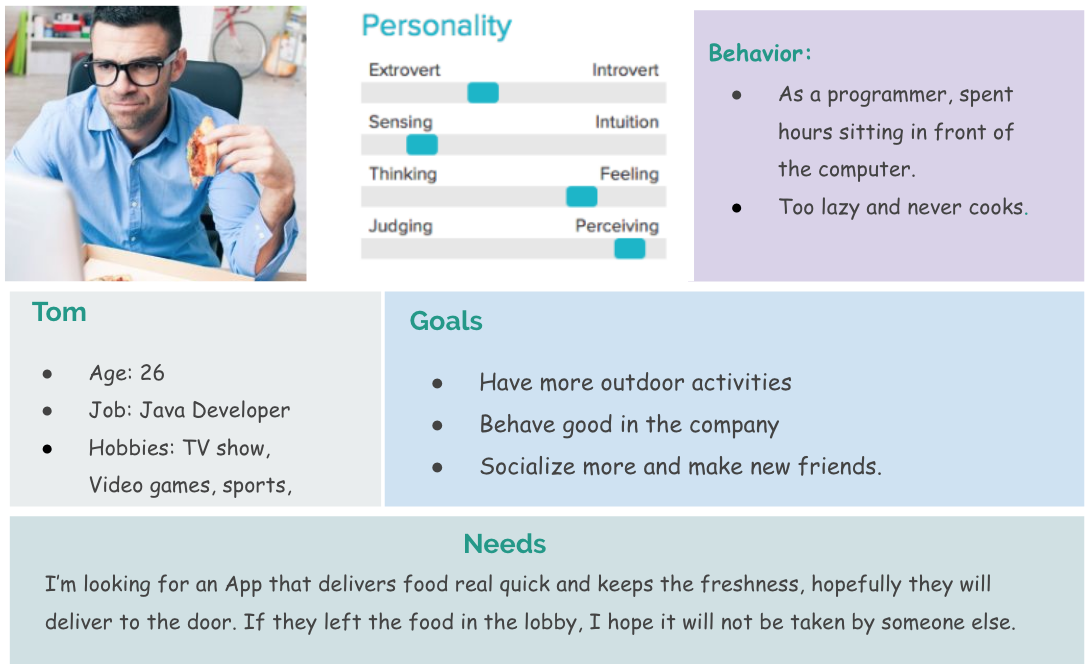 Personality
Extrovert Introvert
Sensing Intuition
Thinking Feeling
Judging Perceiving
Behavior:
● As a programmer, spent
hours sitting in front of
the computer.
● Too lazy and never cooks.
Tom
● Age: 26
● Job: Java Developer
● Hobbies: TV show,
Video games, sports,
Goals
● Have more outdoor activities
● Behave good in the company
● Socialize more and make new friends.
Needs
I'm looking for an App that delivers food real quick and keeps the freshness, hopefully they will
deliver to the door. If they left the food in the lobby, I hope it will not be taken by someone else.